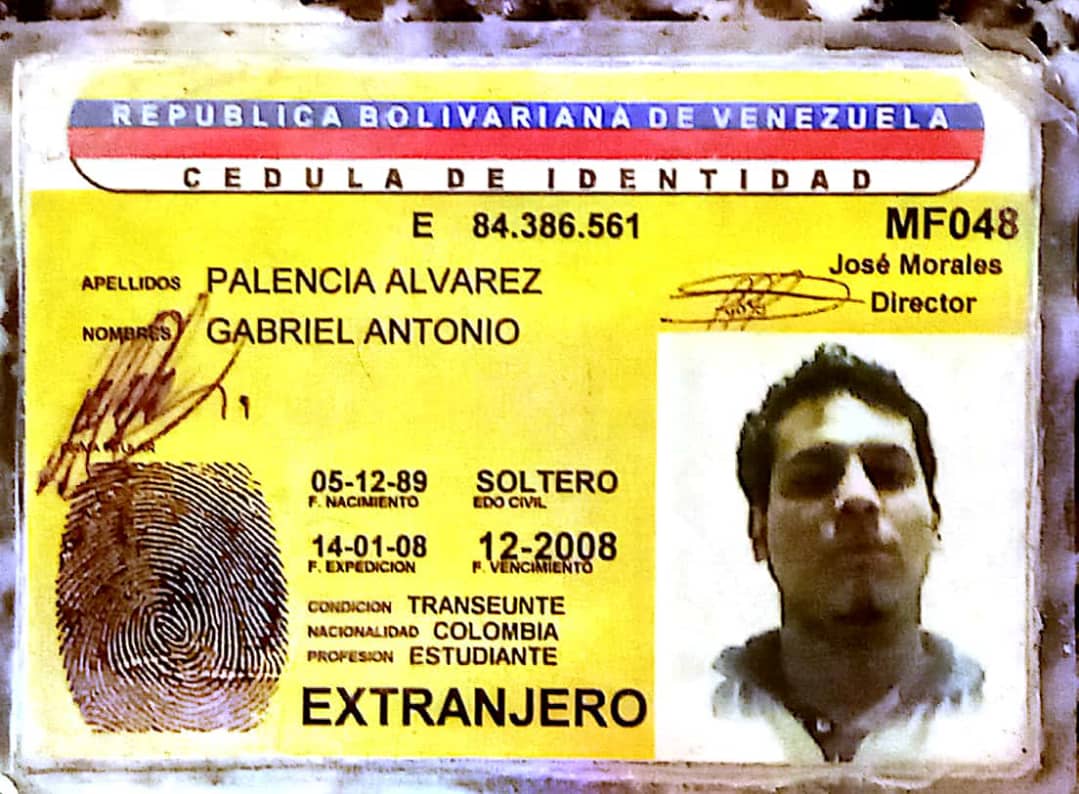 REPUBLICA BOLIVARIANA DE VENEZUELA
CEDULA DE IDENTIDAD
E 84.386.561 MF048
José Morales
Director
APELLIDOS PALENCIA ALVAREZ
NOMBRES GABRIEL ANTONIO
FIRMA TITULAR
05-12-89 SOLTERO
F. NACIMIENTO EDO CIVIL
14-01-08 12-2008
F. EXPEDICION F. VENCIMIENTO
CONDICION TRANSEUNTE
NACIONALIDAD COLOMBIA
PROFESION ESTUDIANTE
EXTRANJERO